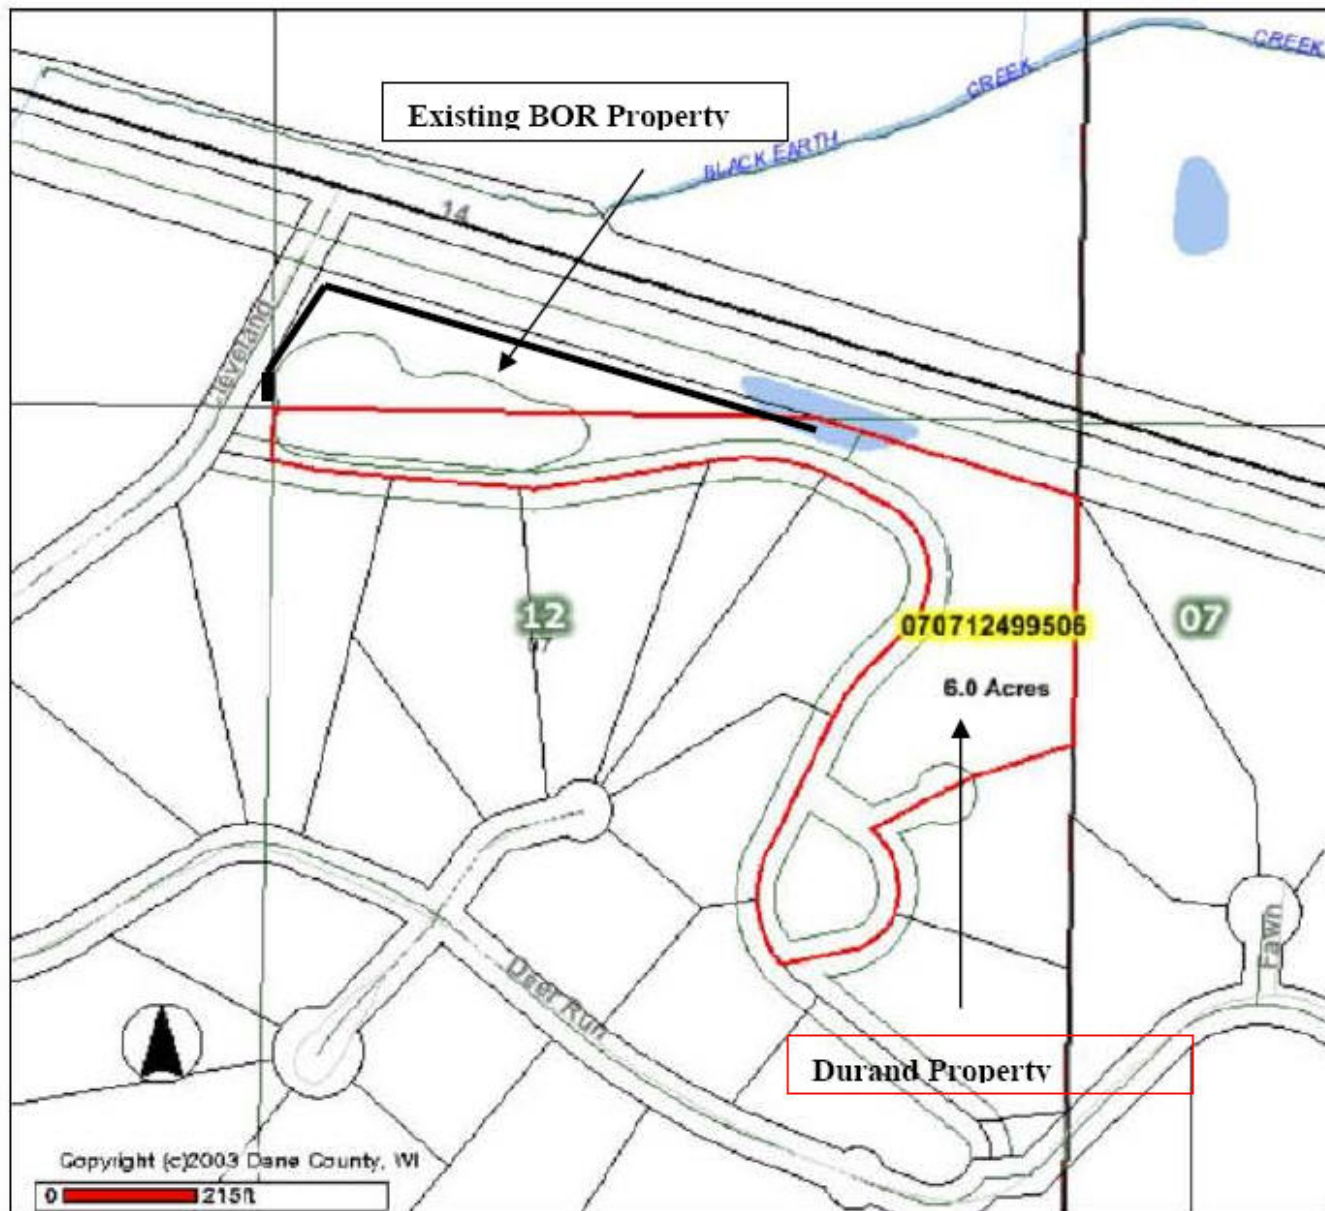 CREEK
CREEK
Existing BOR Property
BLACK EARTH
14
Cleveland
12
07
070712499506
07
6.0 Acres
Fawn
Deer Run
Durand Property
Copyright (c)2003 Dane County, WI
0 215ft